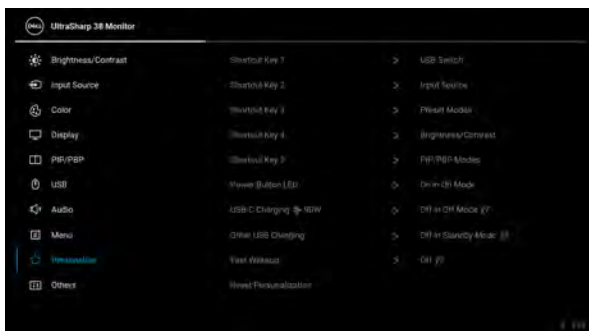 DELL UltraSharp 38 Monitor
Brightness/Contrast Shortcut Key 1 > USB Switch
Input Source Shortcut Key 2 > Input Source
Color Shortcut Key 3 > Preset Modes
Display Shortcut Key 4 > Brightness/Contrast
PIP/PBP Shortcut Key 5 > PIP/PBP Modes
USB Power Button LED > On in On Mode
Audio USB-C Charging 90W > Off in Off Mode
Menu Other USB Charging > Off in Standby Mode
Personalize Fast Wakeup > Off
Others Reset Personalization